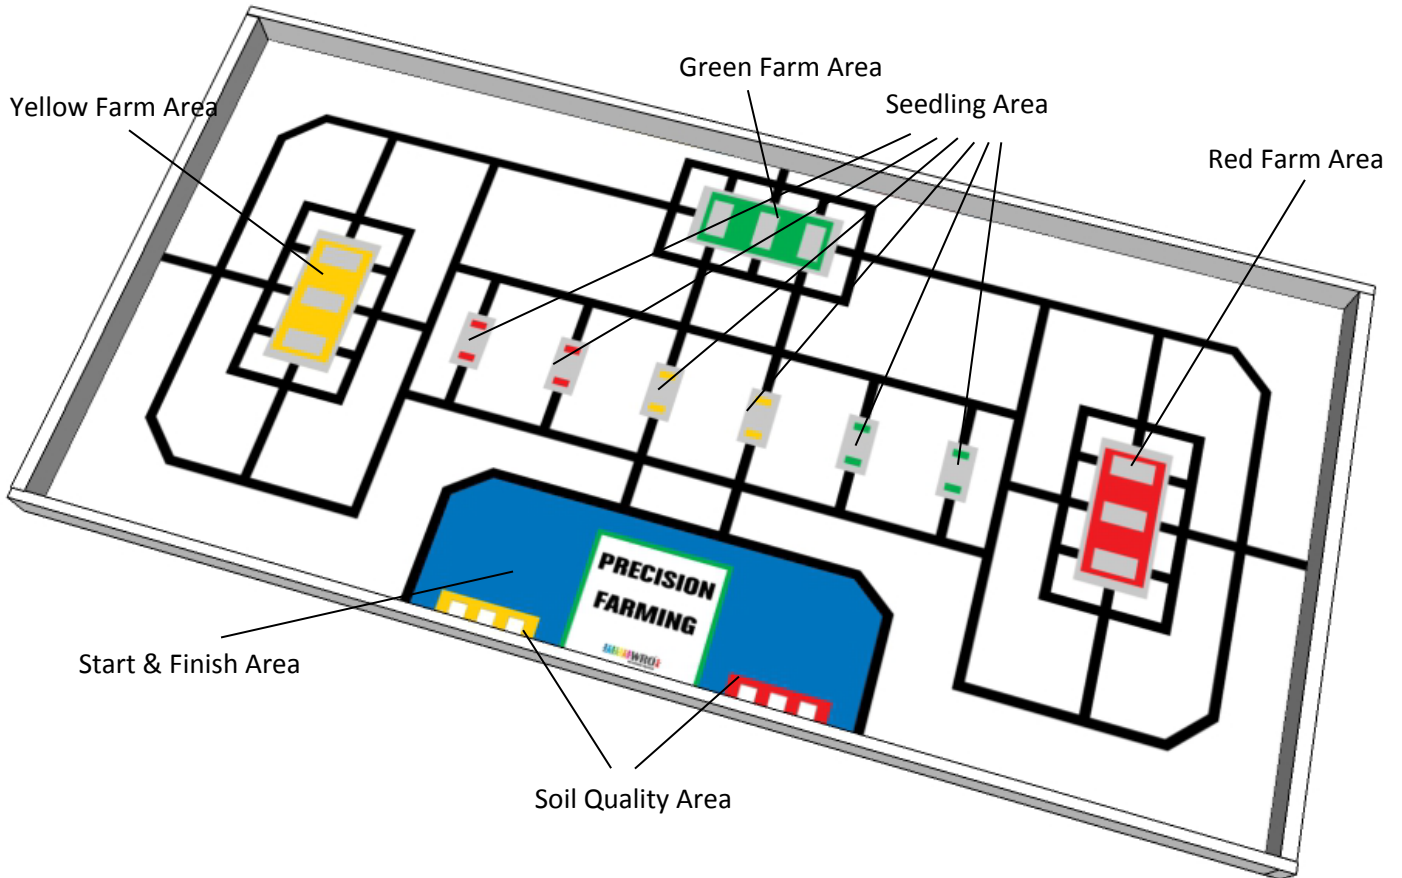 Green Farm Area
Seedling Area
Yellow Farm Area
Red Farm Area
PRECISION
FARMING
WRO
Start & Finish Area
Soil Quality Area